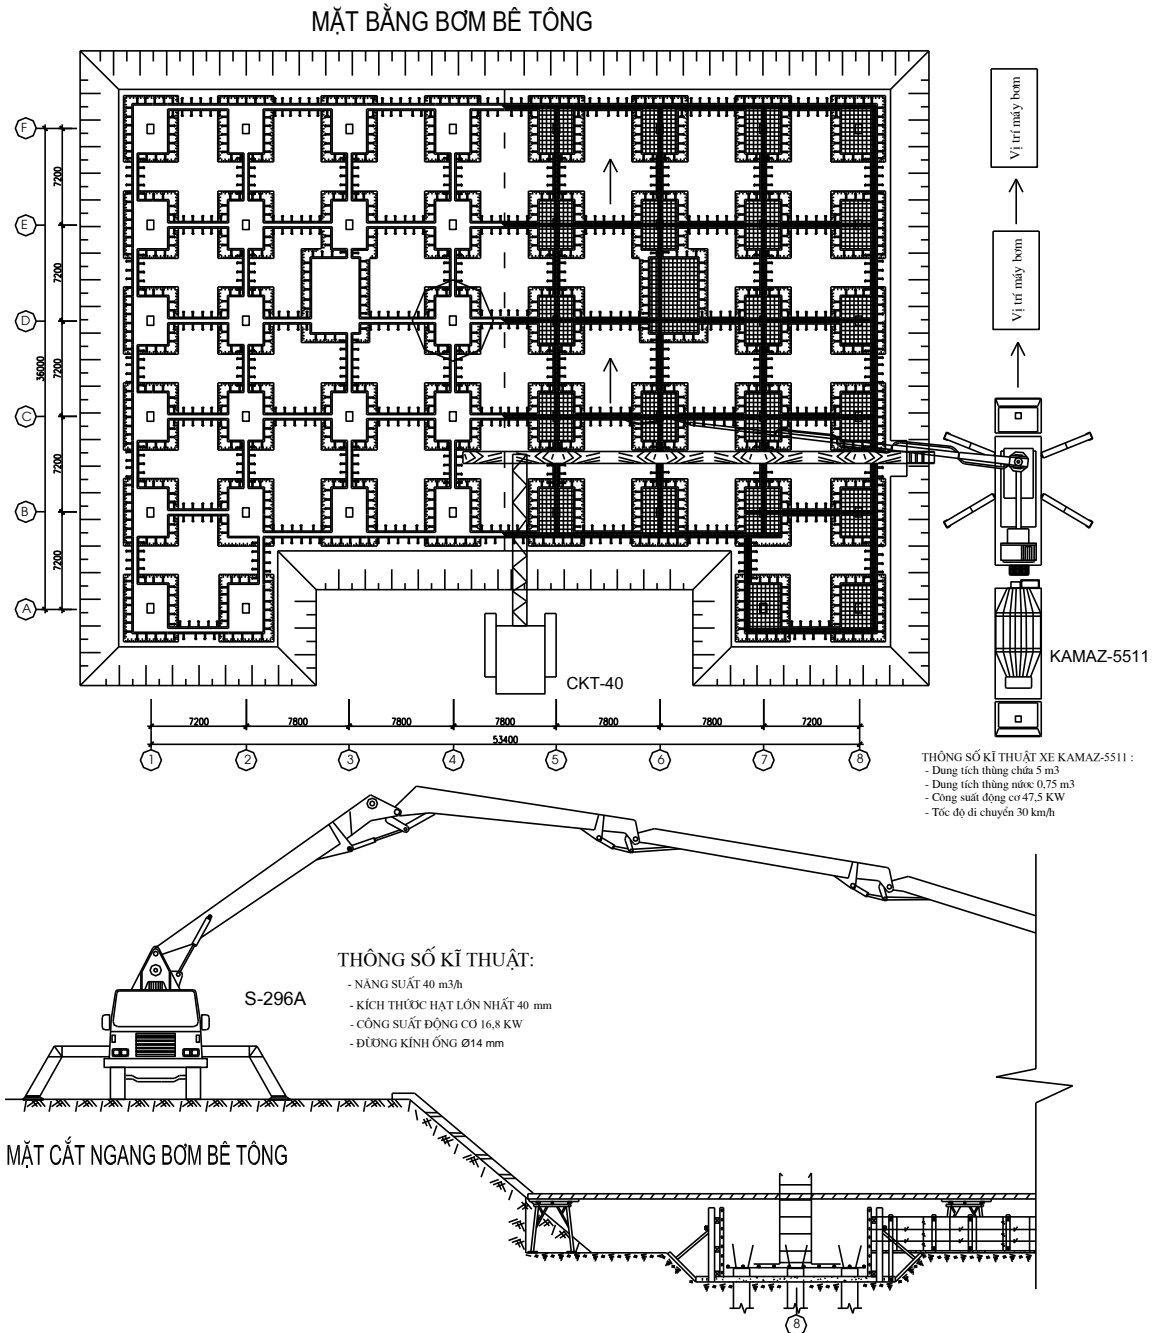 MẶT BẰNG BƠM BÊ TÔNG
Vị trí máy bơm
Vị trí máy bơm
F
E
D
C
B
A
7200
7200
7200
7200
7200
36000
CKT-40
KAMAZ-5511
7200
7800
7800
7800
7800
7800
7200
53400
1
2
3
4
5
6
7
8
THÔNG SỐ KĨ THUẬT XE KAMAZ-5511 :
- Dung tích thùng chứa 5 m3
- Dung tích thùng nước 0,75 m3
- Công suất động cơ 47,5 KW
- Tốc độ di chuyển 30 km/h
S-296A
THÔNG SỐ KĨ THUẬT:
- NĂNG SUẤT 40 m3/h
- KÍCH THƯỚC HẠT LỚN NHẤT 40 mm
- CÔNG SUẤT ĐỘNG CƠ 16,8 KW
- ĐƯỜNG KÍNH ỐNG Ø14 mm
MẶT CẮT NGANG BƠM BÊ TÔNG
8